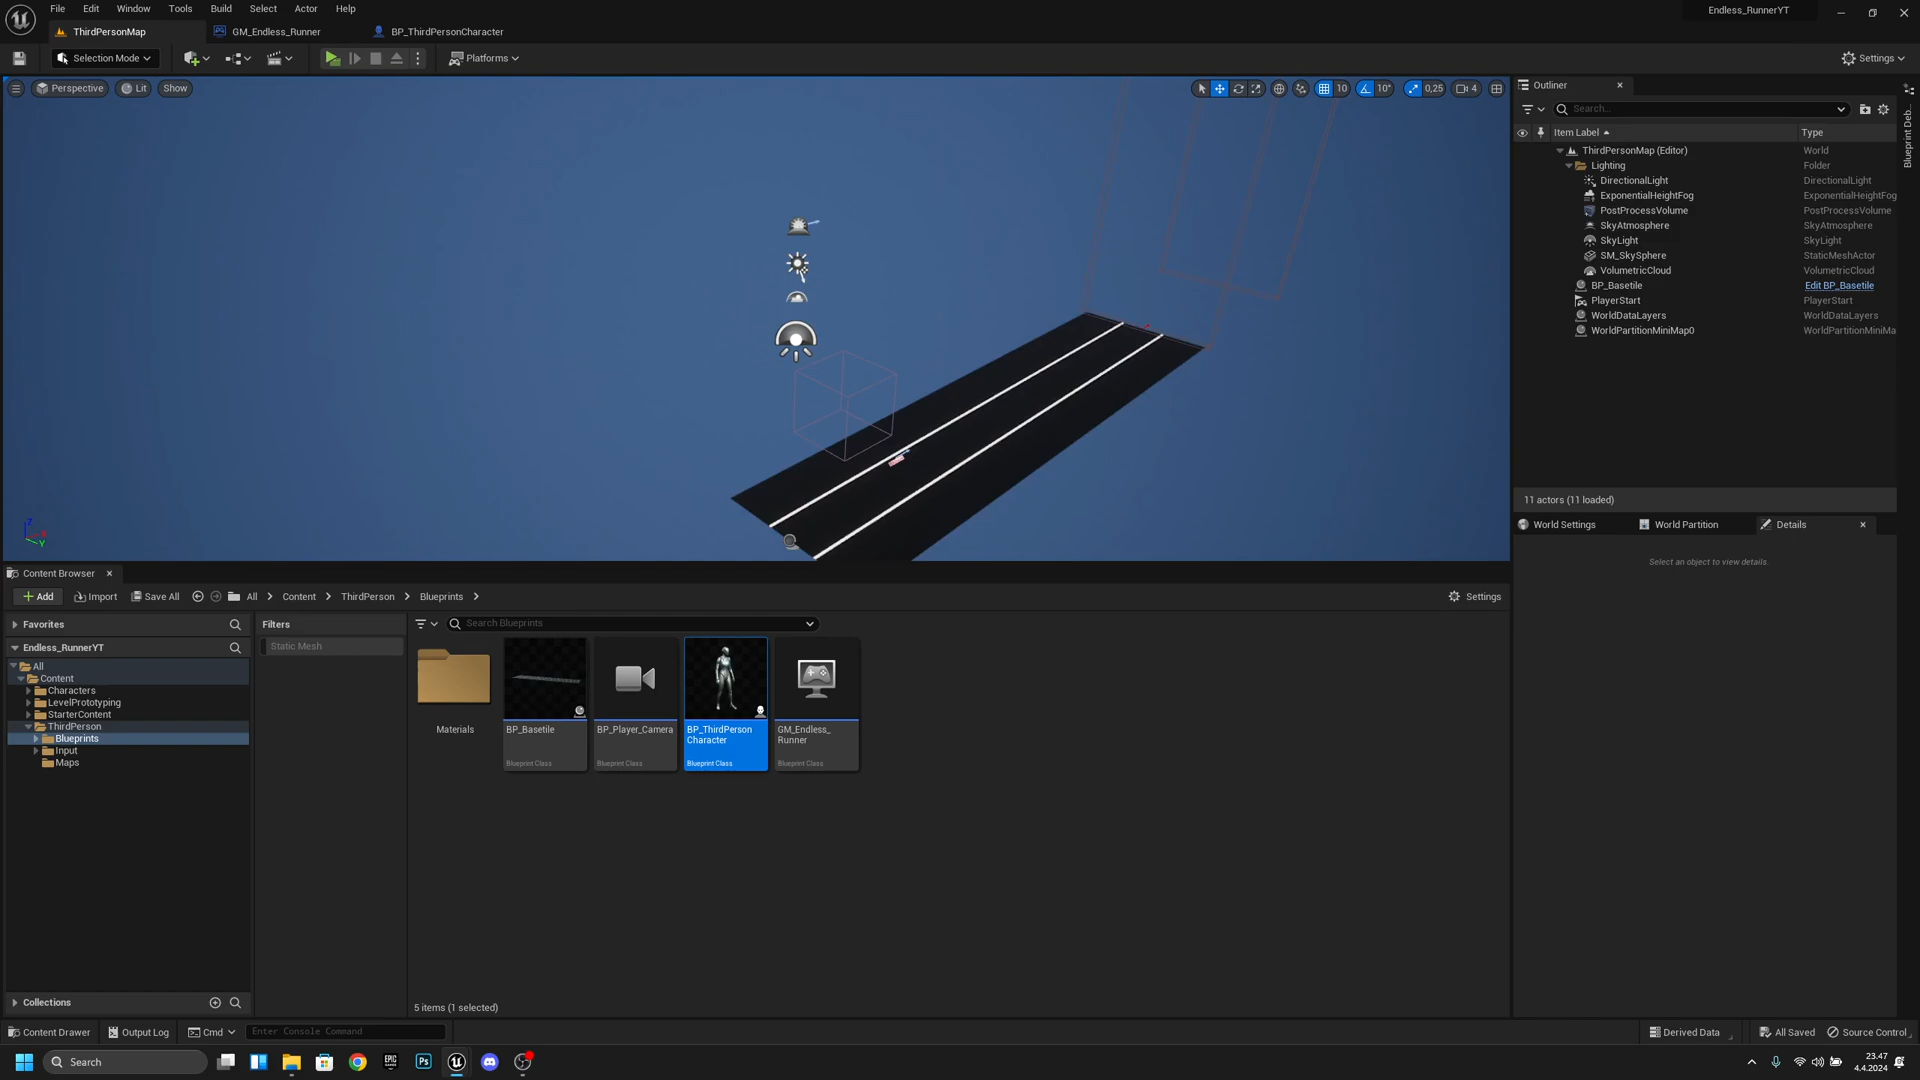 File Edit Window Tools Build Select Actor Help
Endless_RunnerYT
ThirdPersonMap
GM_Endless_Runner
BP_ThirdPersonCharacter
Selection Mode
Platforms
Settings
Perspective
Lit
Show
10
10°
0,25
4
Outliner
Search...
Item Label
Type
ThirdPersonMap (Editor) World
Lighting Folder
DirectionalLight DirectionalLight
ExponentialHeightFog ExponentialHeightFog
PostProcessVolume PostProcessVolume
SkyAtmosphere SkyAtmosphere
SkyLight SkyLight
SM_SkySphere StaticMeshActor
VolumetricCloud VolumetricCloud
BP_Basetile Edit BP_Basetile
PlayerStart PlayerStart
WorldDataLayers WorldDataLayers
WorldPartitionMiniMap0 WorldPartitionMiniMa
Blueprint Deb...
11 actors (11 loaded)
World Settings
World Partition
Details
Select an object to view details.
Z
X
Y
Content Browser
Add
Import
Save All
All
Content
ThirdPerson
Blueprints
Settings
Favorites
Endless_RunnerYT
All
Content
Characters
LevelPrototyping
StarterContent
ThirdPerson
Blueprints
Input
Maps
Collections
Filters
Static Mesh
Search Blueprints
Materials
BP_Basetile
Blueprint Class
BP_Player_Camera
Blueprint Class
BP_ThirdPerson
Character
Blueprint Class
GM_Endless_
Runner
Blueprint Class
5 items (1 selected)
Content Drawer
Output Log
Cmd
Enter Console Command
Derived Data
All Saved
Source Control
Search
EPIC
Ps
23.47
4.4.2024